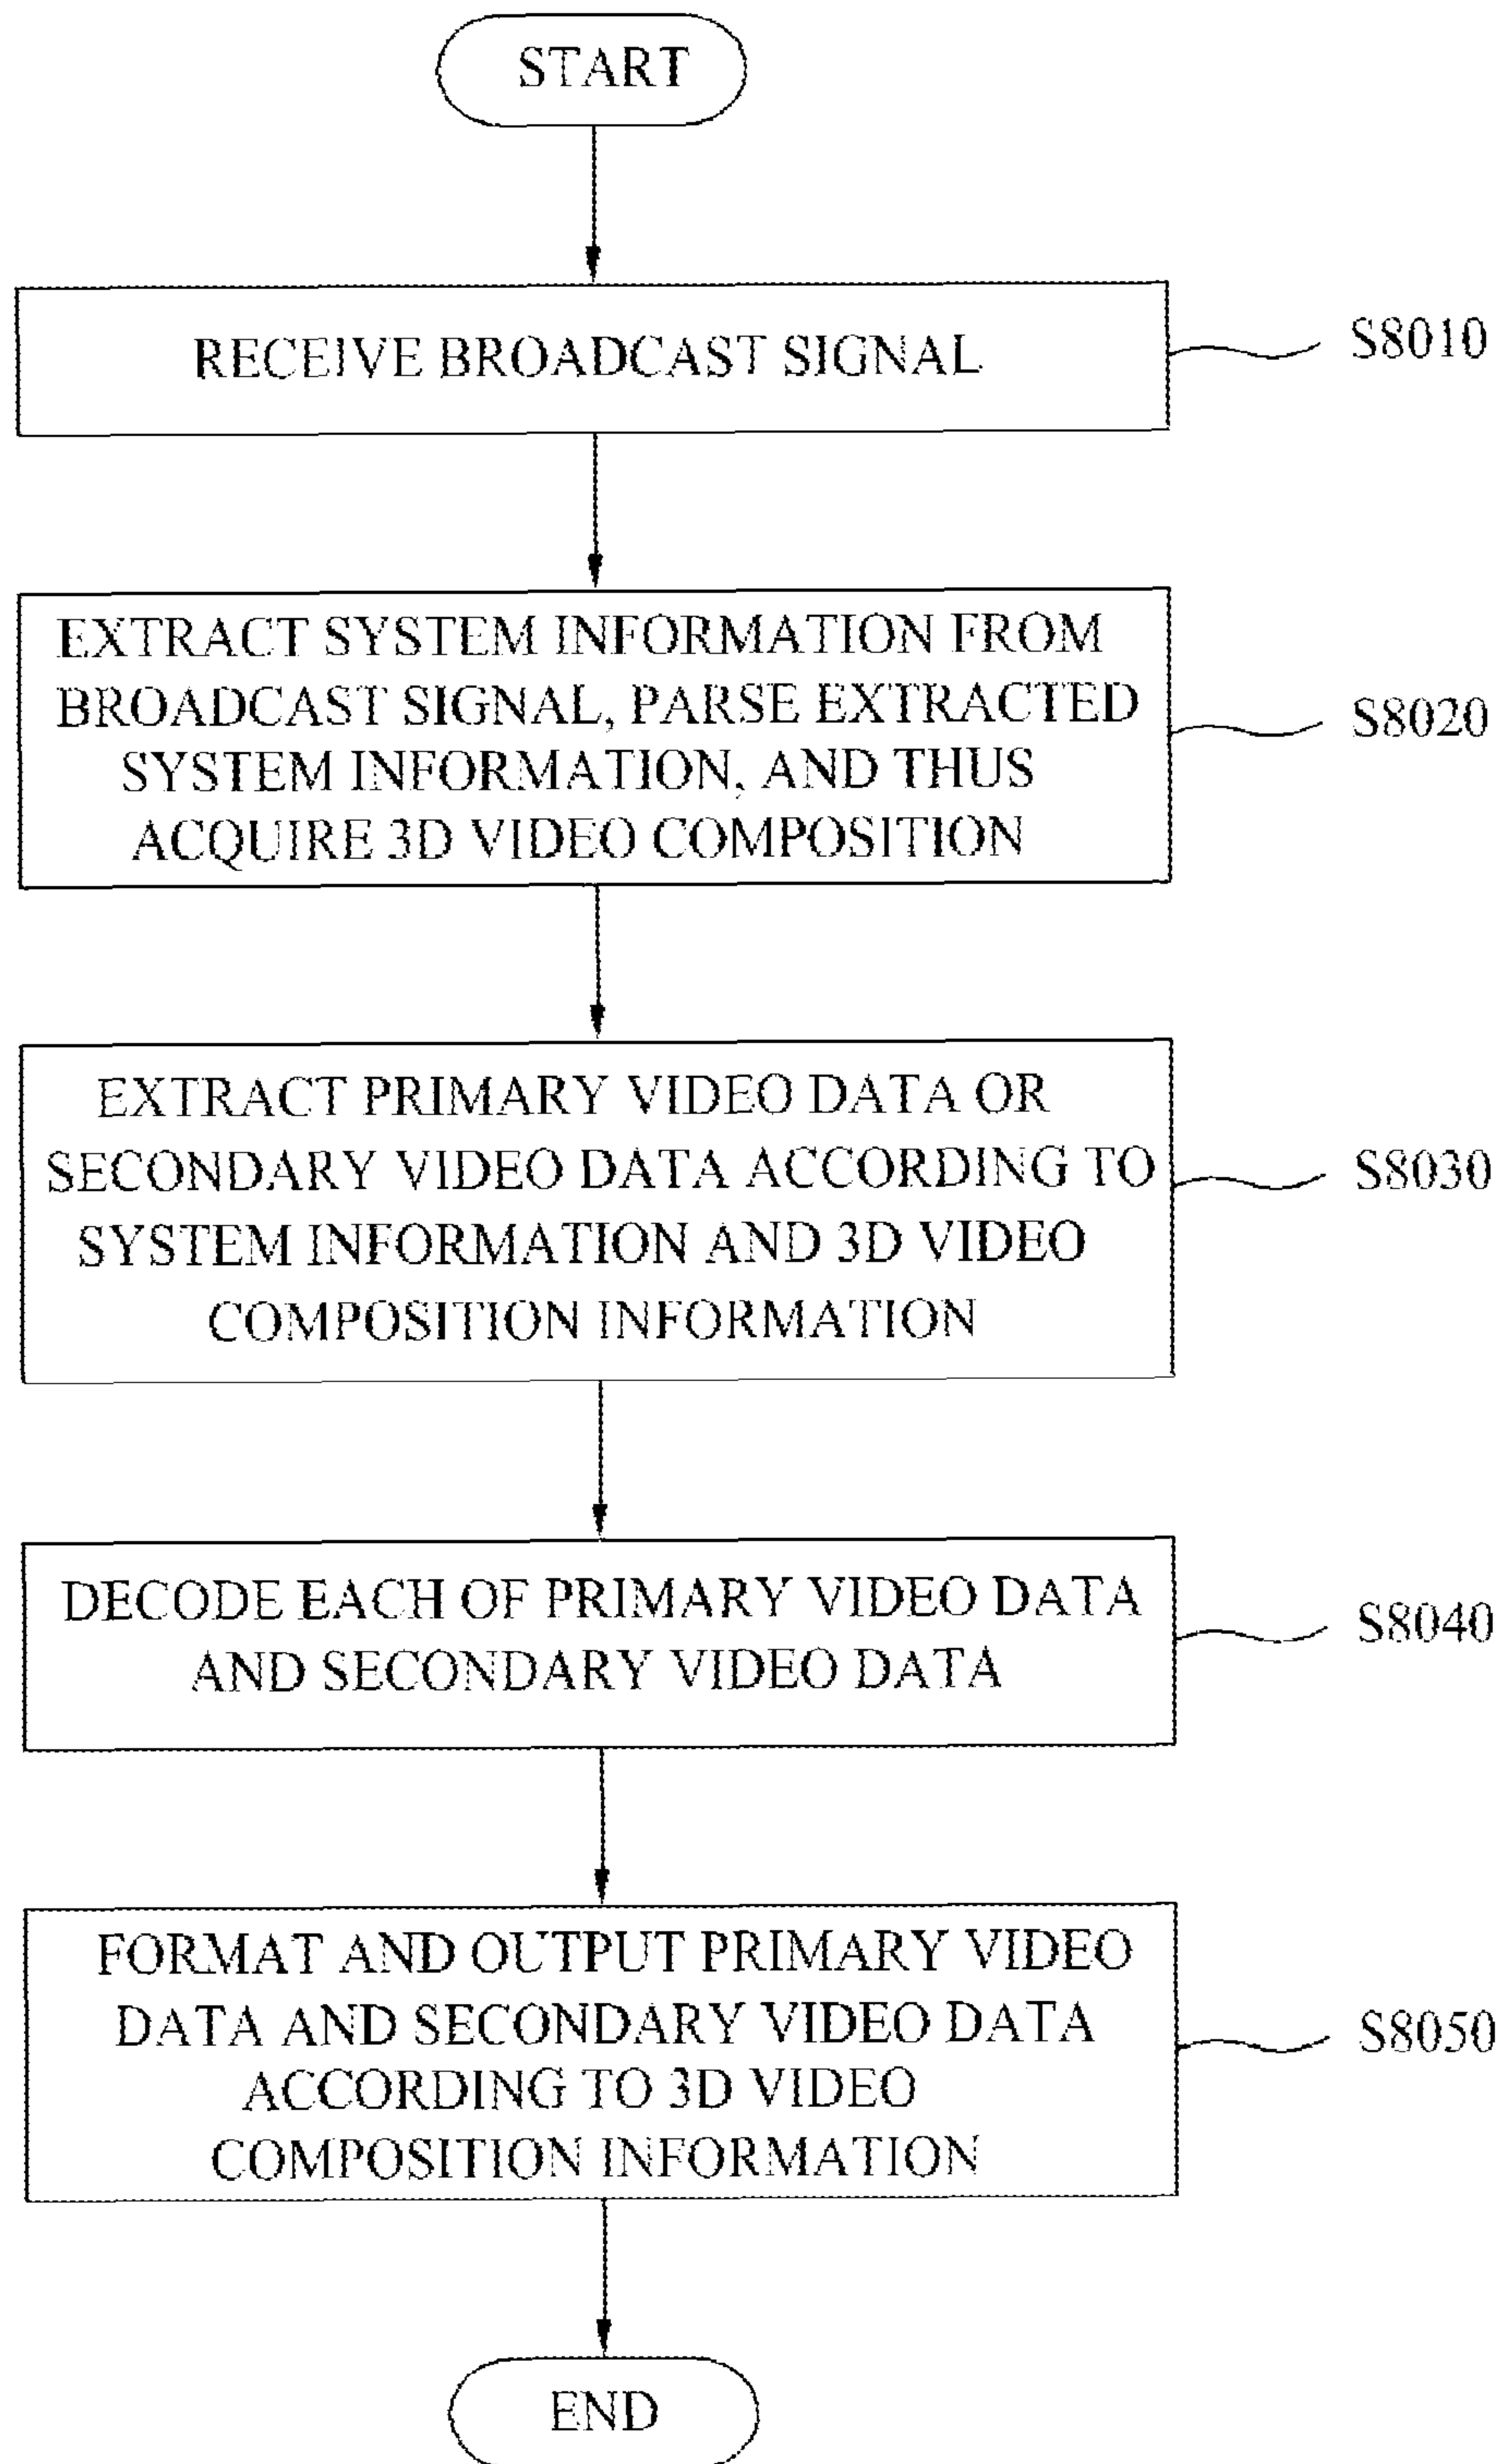 START
RECEIVE BROADCAST SIGNAL
S8010
EXTRACT SYSTEM INFORMATION FROM
BROADCAST SIGNAL, PARSE EXTRACTED
SYSTEM INFORMATION, AND THUS
ACQUIRE 3D VIDEO COMPOSITION
S8020
EXTRACT PRIMARY VIDEO DATA OR
SECONDARY VIDEO DATA ACCORDING TO
SYSTEM INFORMATION AND 3D VIDEO
COMPOSITION INFORMATION
S8030
DECODE EACH OF PRIMARY VIDEO DATA
AND SECONDARY VIDEO DATA
S8040
FORMAT AND OUTPUT PRIMARY VIDEO
DATA AND SECONDARY VIDEO DATA
ACCORDING TO 3D VIDEO
COMPOSITION INFORMATION
S8050
END